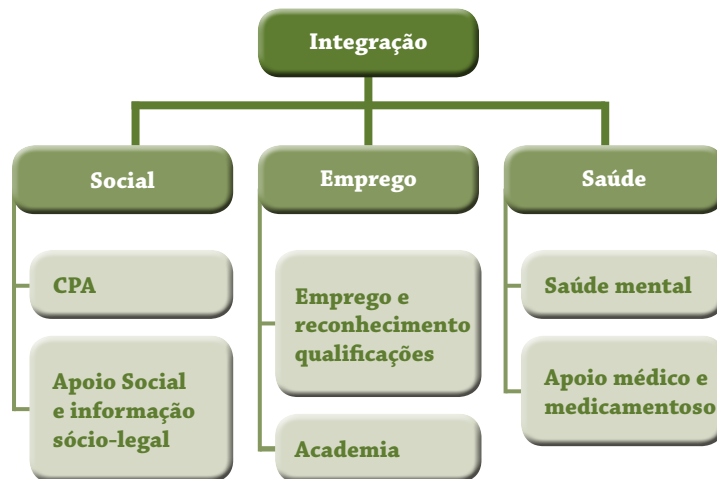 Integração
Social
CPA
Apoio Social
e informação
sócio-legal
Emprego
Emprego e
reconhecimento
qualificações
Academia
Saúde
Saúde mental
Apoio médico e
medicamentoso